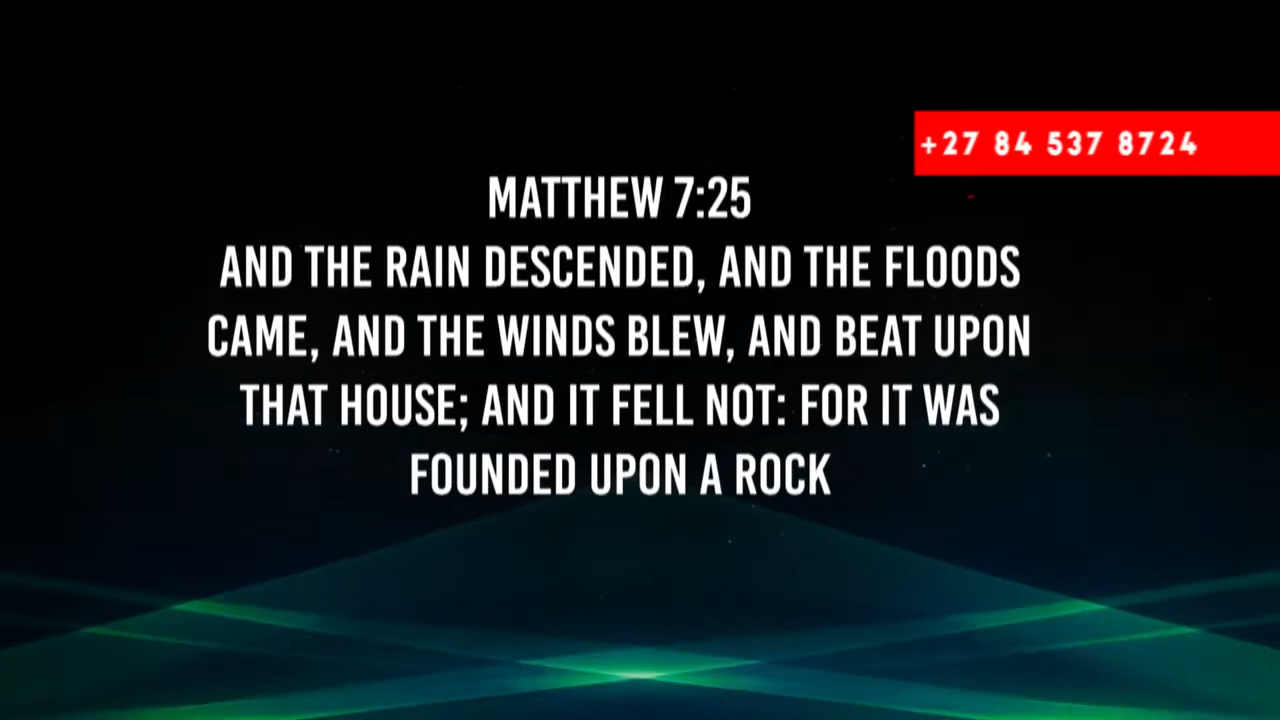 +27 84 537 8724
MATTHEW 7:25
AND THE RAIN DESCENDED, AND THE FLOODS
CAME, AND THE WINDS BLEW, AND BEAT UPON
THAT HOUSE; AND IT FELL NOT: FOR IT WAS
FOUNDED UPON A ROCK